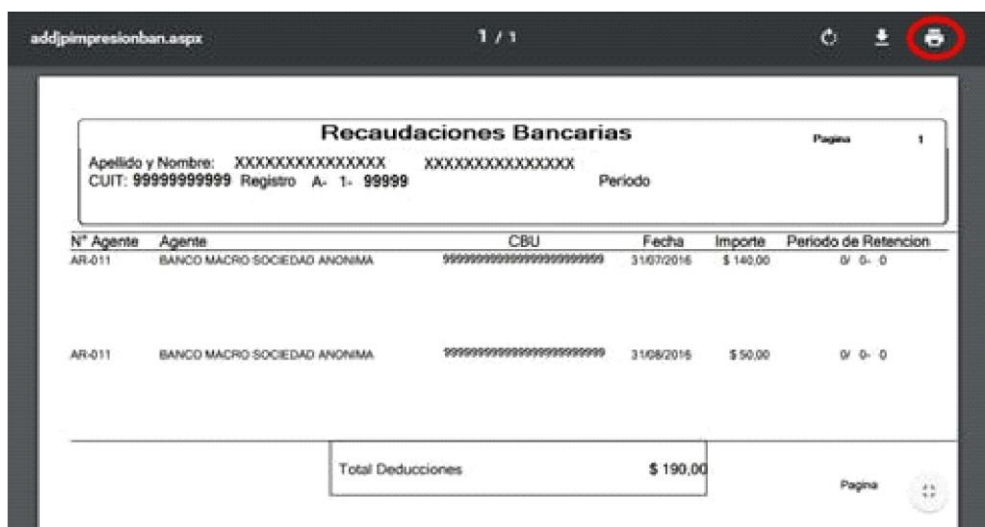 addjpimpresionban.aspx 1 / 1
Recaudaciones Bancarias Pagina 1
Apellido y Nombre: XXXXXXXXXXXXXXX XXXXXXXXXXXXXXX
CUIT: 99999999999 Registro A- 1- 99999 Periodo
N° Agente Agente CBU Fecha Importe Periodo de Retencion
AR-011 BANCO MACRO SOCIEDAD ANONIMA 9999999999999999999999 31/07/2016 $ 140,00 0/ 0- 0
AR-011 BANCO MACRO SOCIEDAD ANONIMA 9999999999999999999999 31/08/2016 $ 50,00 0/ 0- 0
Total Deducciones $ 190,00
Pagina